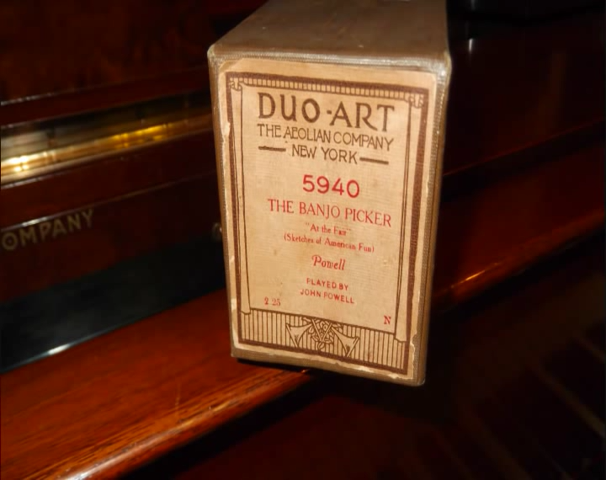 DUO-ART
THE AEOLIAN COMPANY
NEW YORK
5940
THE BANJO PICKER
At the Fair
(Sketches of American Fun)
Powell
PLAYED BY
JOHN POWELL
2 25
N
OMPANY